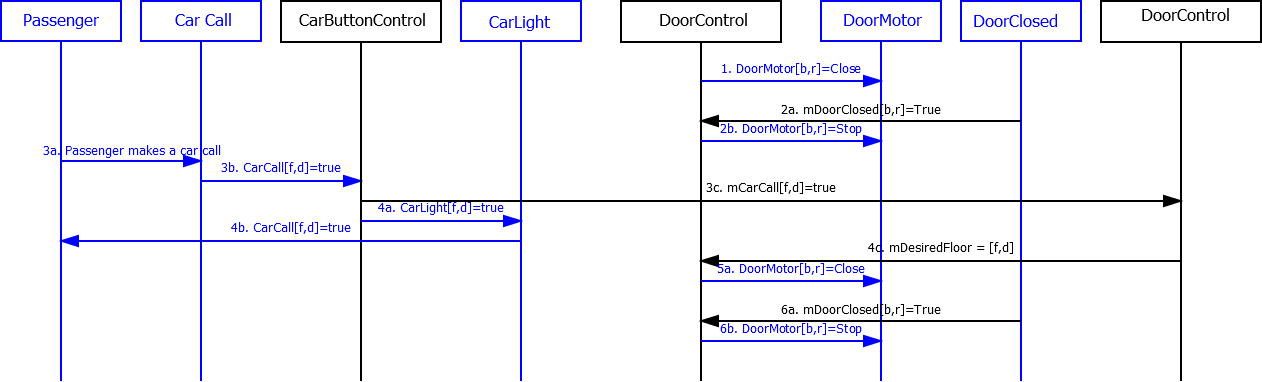 Passenger
Car Call
CarButtonControl
CarLight
DoorControl
DoorMotor
DoorClosed
DoorControl
1. DoorMotor[b,r]=Close
2a. mDoorClosed[b,r]=True
2b. DoorMotor[b,r]=Stop
3a. Passenger makes a car call
3b. CarCall[f,d]=true
3c. mCarCall[f,d]=true
4a. CarLight[f,d]=true
4b. CarCall[f,d]=true
4c. mDesiredFloor = [f,d]
5a. DoorMotor[b,r]=Close
6a. mDoorClosed[b,r]=True
6b. DoorMotor[b,r]=Stop